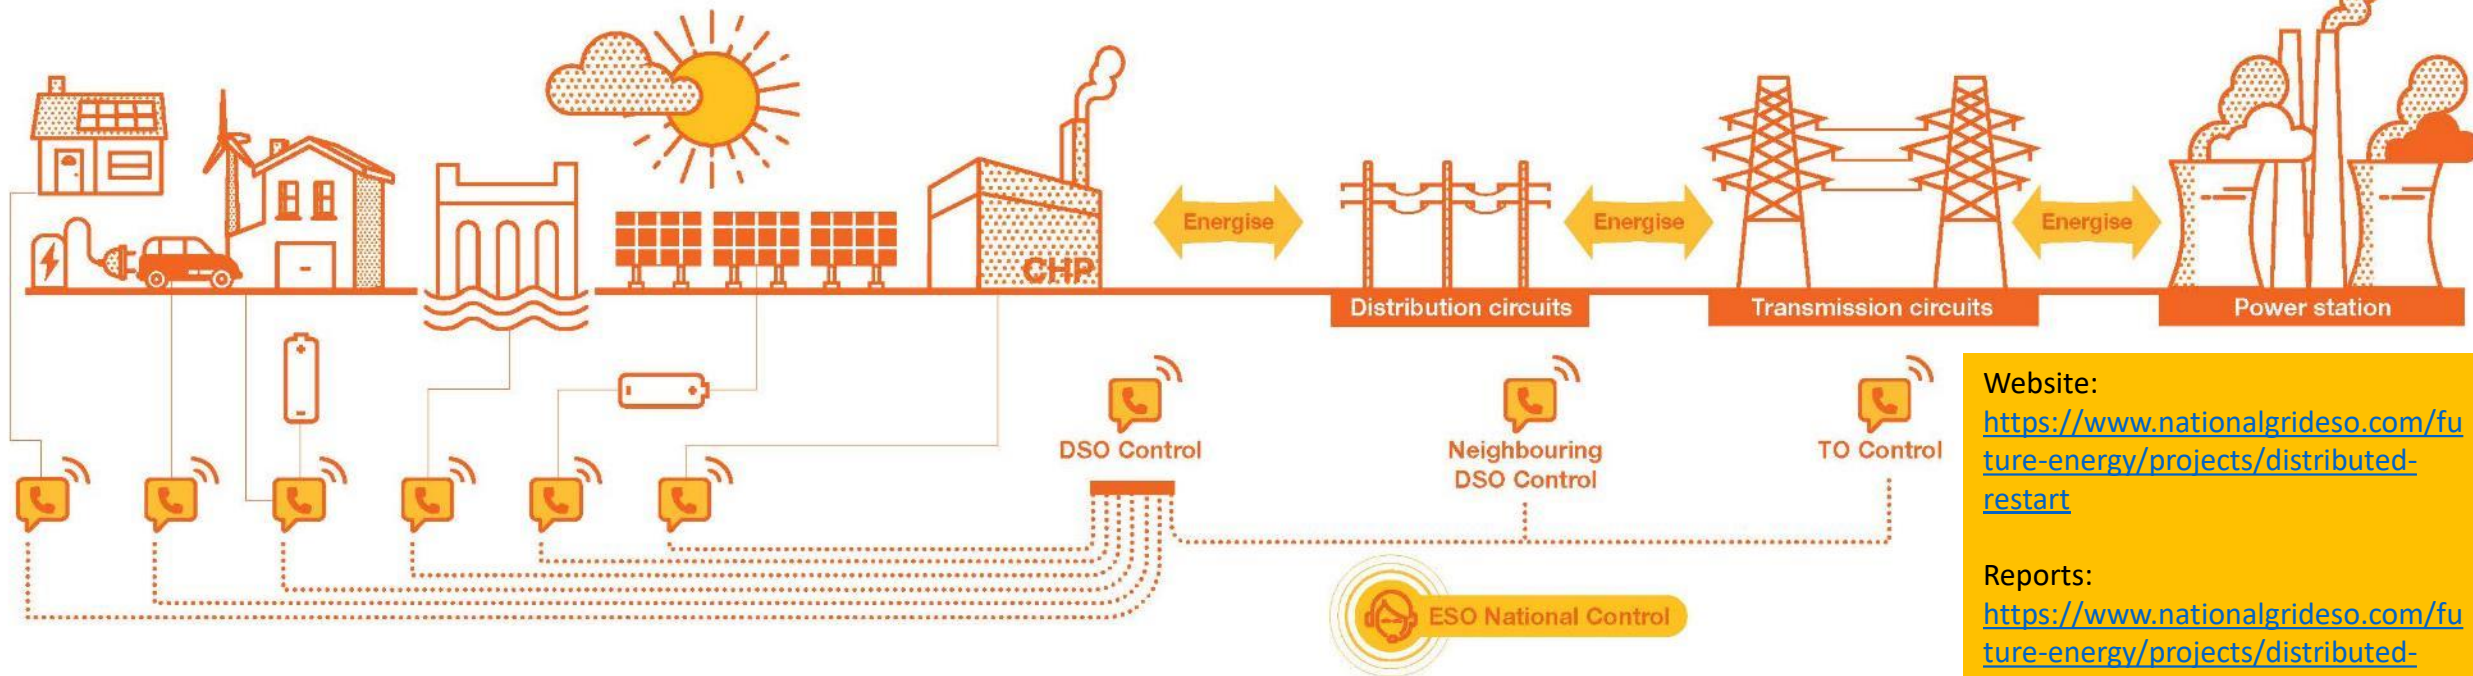 CHP
Energise
Energise
Energise
Distribution circuits
Transmission circuits
Power station
DSO Control
Neighbouring
DSO Control
TO Control
ESO National Control
Website:
https://www.nationalgrideso.com/fu
ture-energy/projects/distributed-
restart
Reports:
https://www.nationalgrideso.com/fu
ture-energy/projects/distributed-